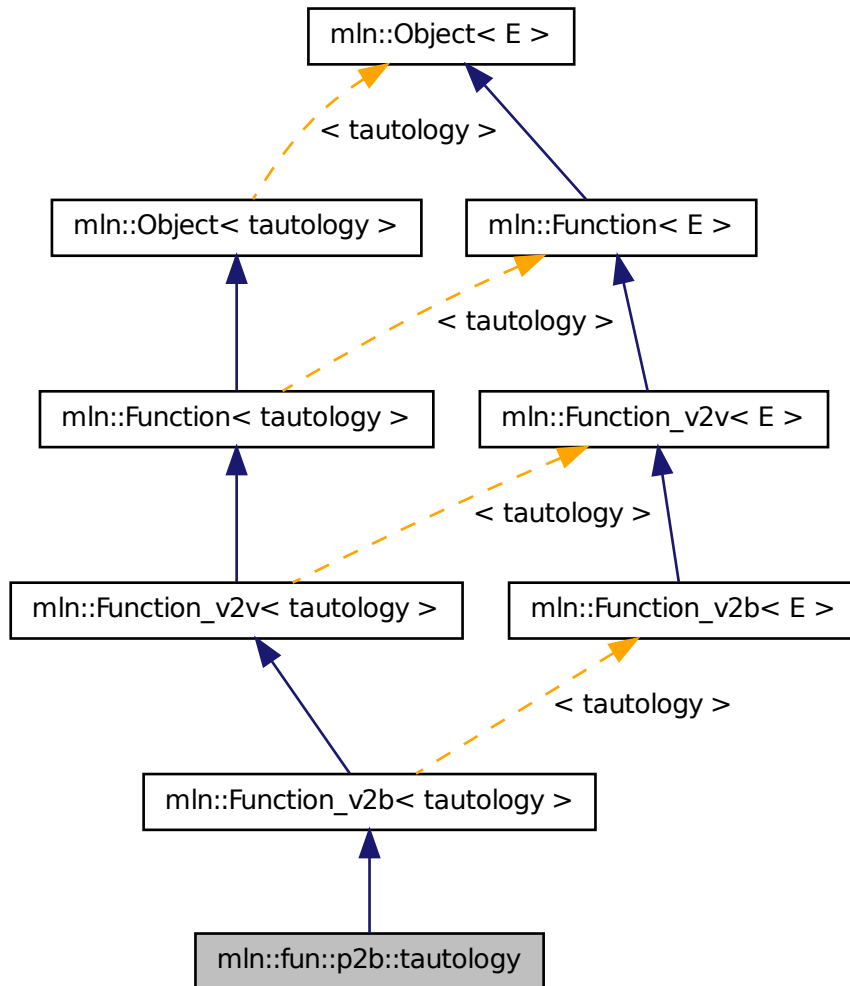 mln::Object< E >
< tautology >
mln::Object< tautology >
mln::Function< E >
< tautology >
mln::Function< tautology >
mln::Function_v2v< E >
< tautology >
mln::Function_v2v< tautology >
mln::Function_v2b< E >
< tautology >
mln::Function_v2b< tautology >
mln::fun::p2b::tautology